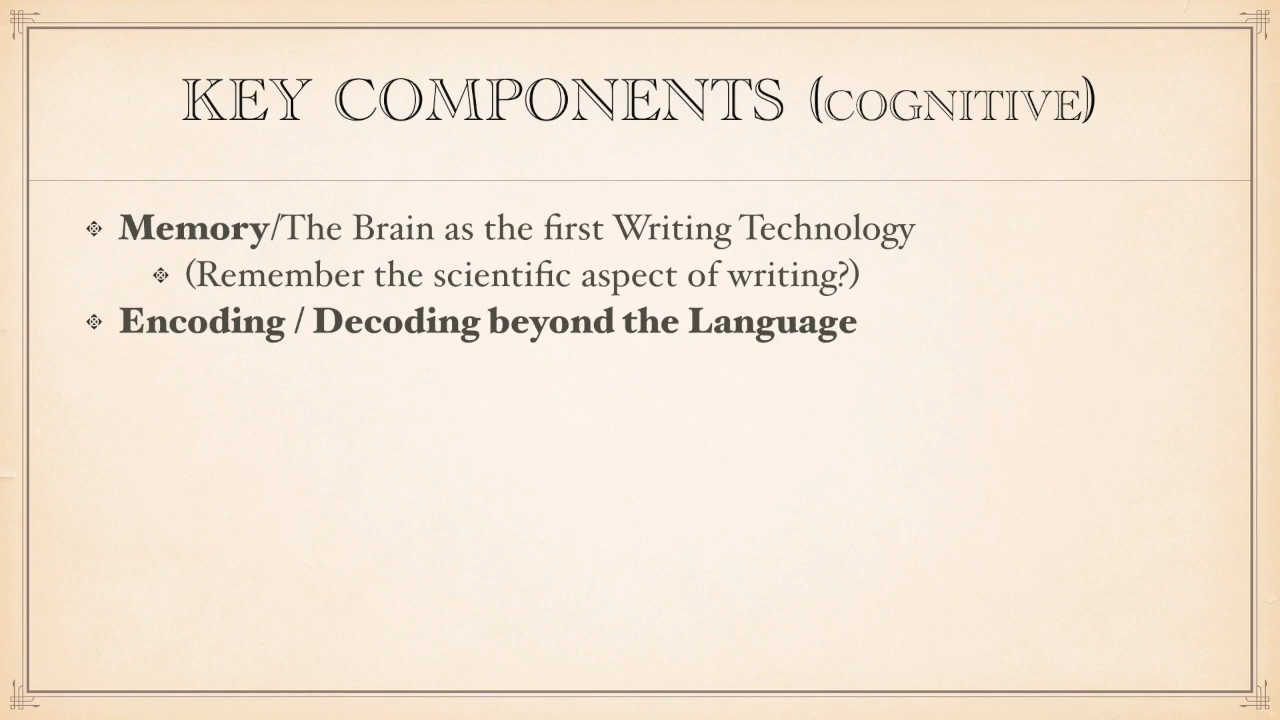 KEY COMPONENTS (COGNITIVE)
Memory/The Brain as the first Writing Technology
(Remember the scientific aspect of writing?)
Encoding / Decoding beyond the Language